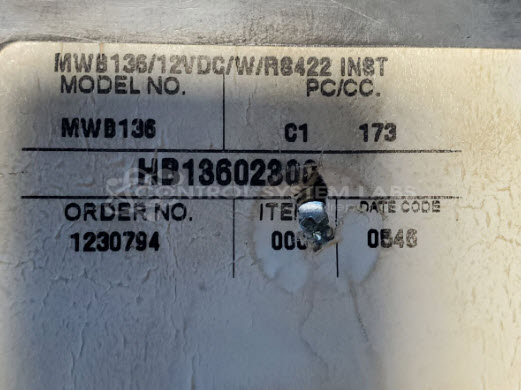 MWB136/12VDC/W/RS422 INST
MODEL NO. PC/CC.
MWB136 C1 173
CONTROL SYSTEM LABS
ORDER NO. DATE CODE
1230794 0546